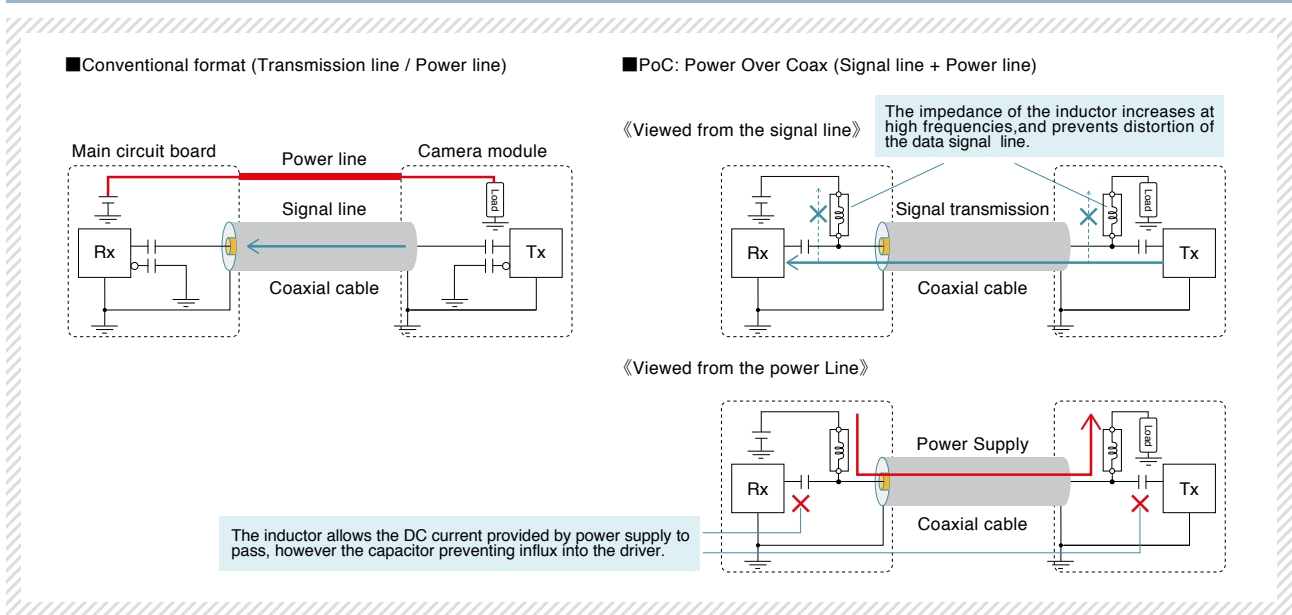 ■Conventional format (Transmission line / Power line)
Main circuit board
Power line
Camera module
Load
Signal line
Rx
Tx
Coaxial cable
■PoC: Power Over Coax (Signal line + Power line)
《Viewed from the signal line》
The impedance of the inductor increases at
high frequencies,and prevents distortion of
the data signal  line.
Load
Signal transmission
Rx
Tx
Coaxial cable
《Viewed from the power Line》
Load
Power Supply
Rx
Tx
Coaxial cable
The inductor allows the DC current provided by power supply to
pass, however the capacitor preventing influx into the driver.